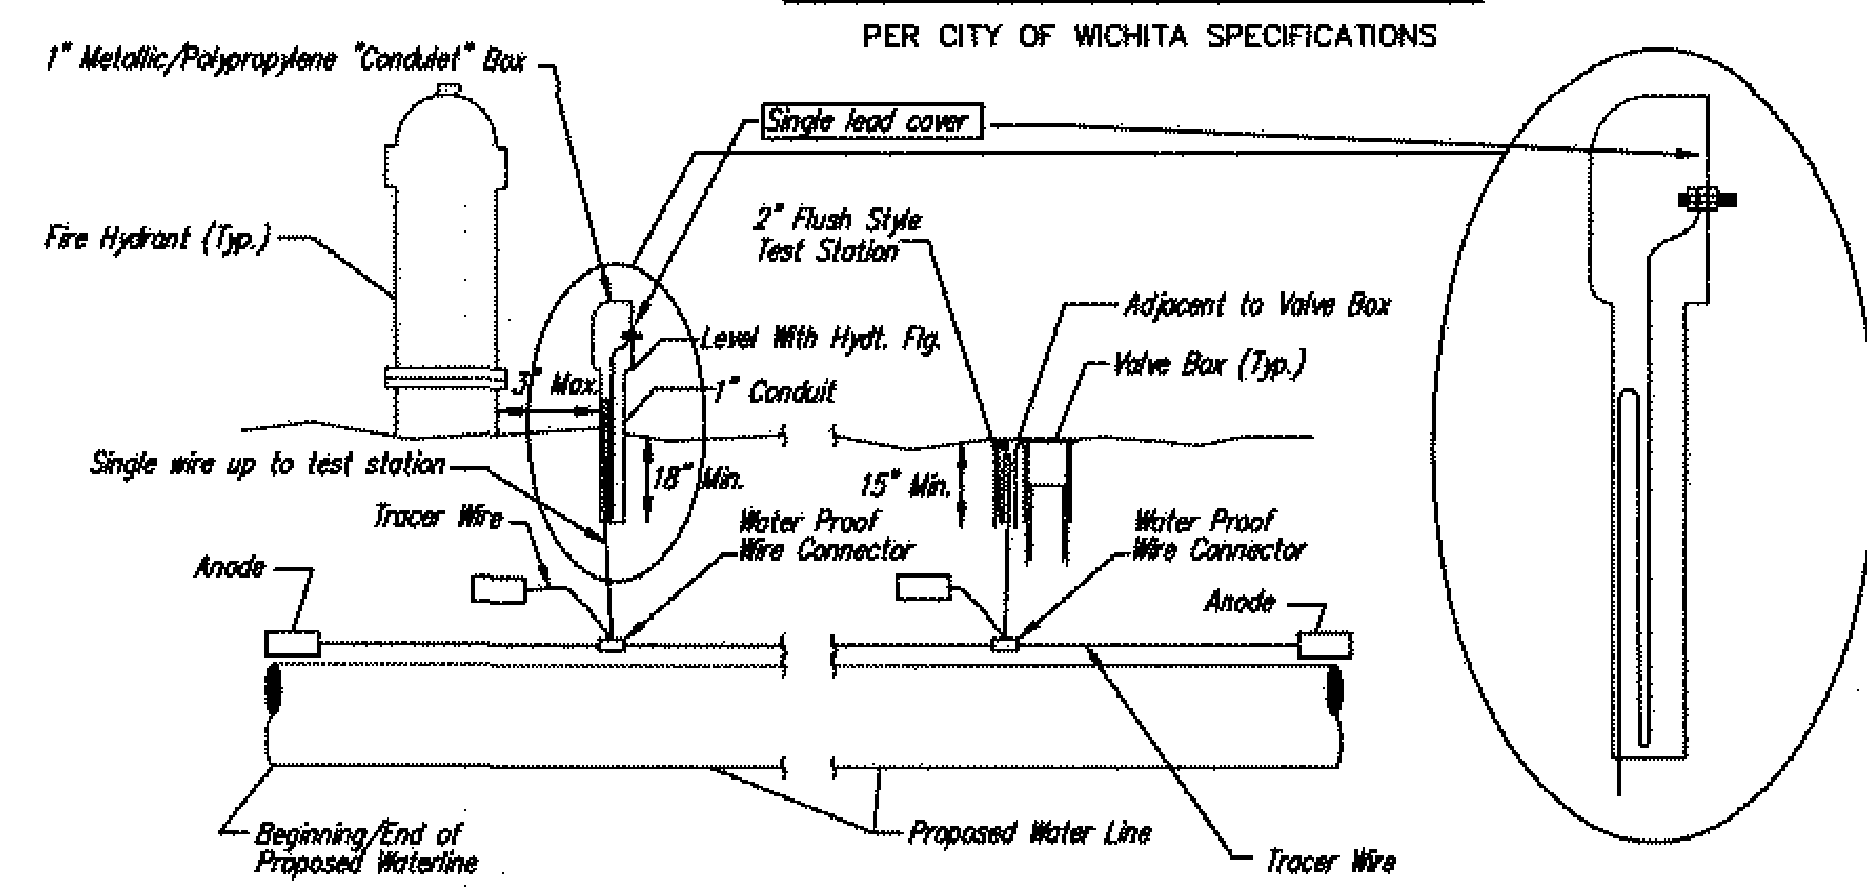 PER CITY OF WICHITA SPECIFICATIONS
1" Metallic/Polypropylene "Condulet" Box
Single lead cover
Fire Hydrant (Typ.)
2" Flush Style
Test Station
Adjacent to Valve Box
Level With Hydt. Flg.
Valve Box (Typ.)
3" Max.
1" Conduit
Single wire up to test station
18" Min.
15" Min.
Tracer Wire
Water Proof
Wire Connector
Water Proof
Wire Connector
Anode
Anode
Beginning/End of
Proposed Waterline
Proposed Water Line
Tracer Wire